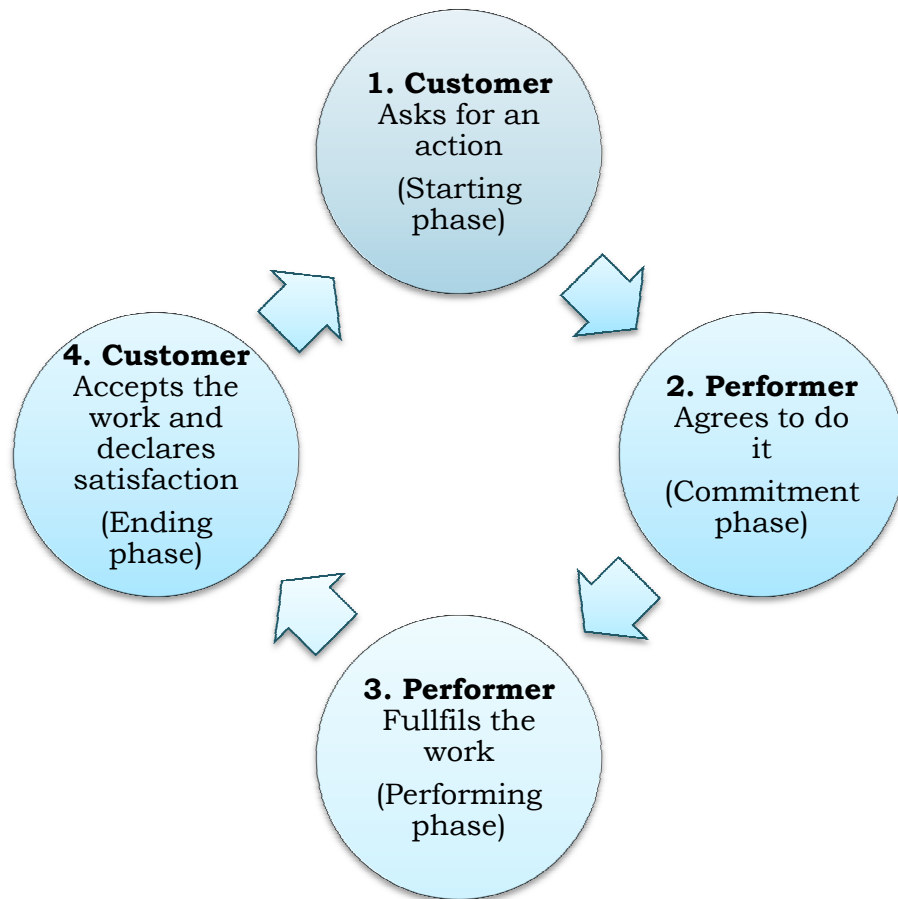 1. Customer
Asks for an
action
(Starting
phase)
2. Performer
Agrees to do
it
(Commitment
phase)
3. Performer
Fullfils the
work
(Performing
phase)
4. Customer
Accepts the
work and
declares
satisfaction
(Ending
phase)